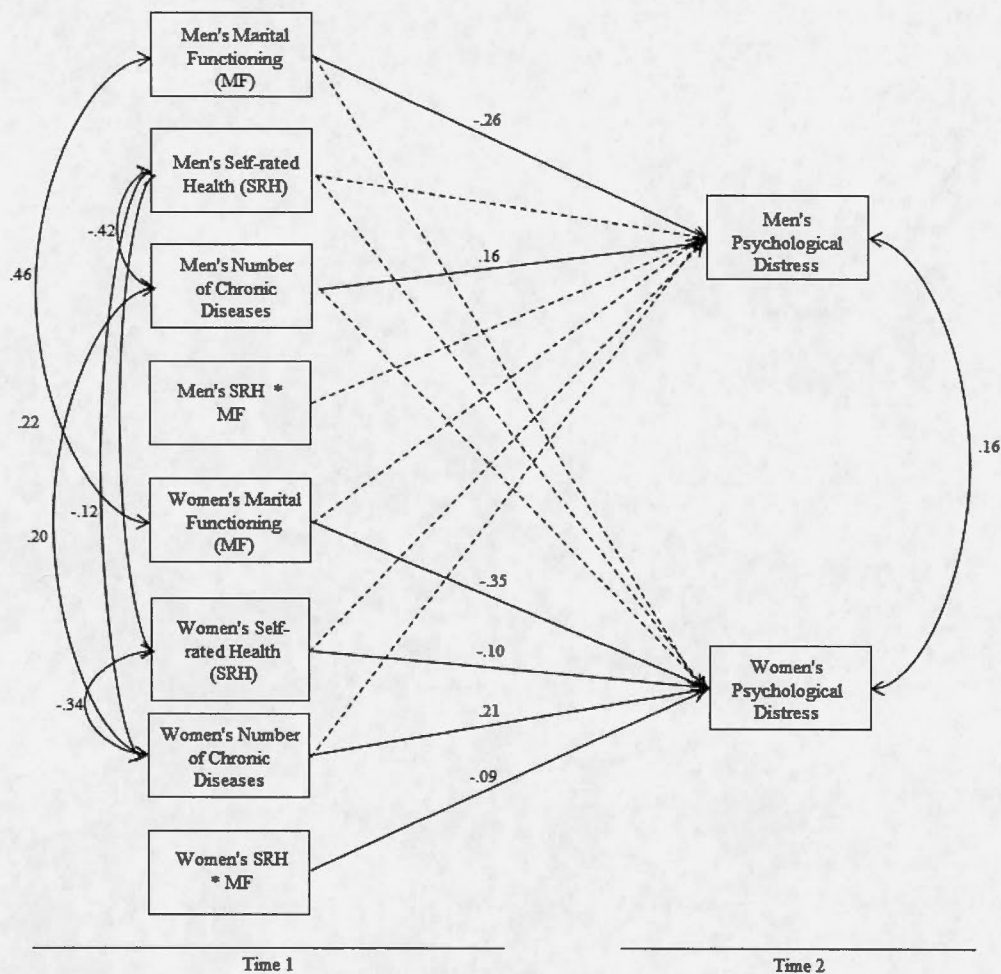 Men's Marital
Functioning
(MF)
Men's Self-rated
Health (SRH)
Men's Number
of Chronic
Diseases
Men's SRH *
MF
Women's Marital
Functioning
(MF)
Women's Self-
rated Health
(SRH)
Women's Number
of Chronic
Diseases
Women's SRH
* MF
-.42
.46
.22
-.12
.20
-.34
-.26
.16
-.35
-.10
.21
-.09
Men's
Psychological
Distress
Women's
Psychological
Distress
.16
Time 1
Time 2